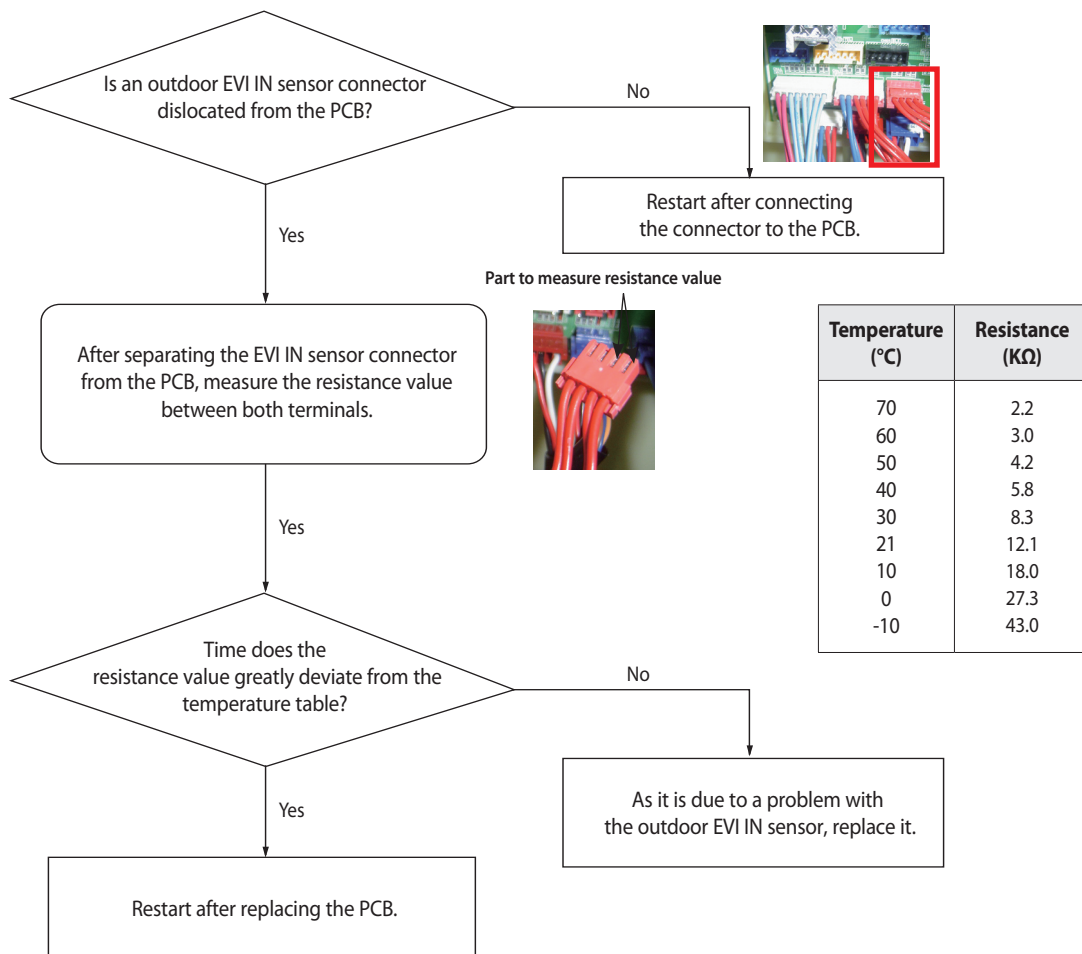 Is an outdoor EVI IN sensor connector
dislocated from the PCB?
No
Restart after connecting
the connector to the PCB.
Yes
Part to measure resistance value
After separating the EVI IN sensor connector
from the PCB, measure the resistance value
between both terminals.
Temperature Resistance
(°C) (KΩ)
70 2.2
60 3.0
50 4.2
40 5.8
30 8.3
21 12.1
10 18.0
0 27.3
-10 43.0
Yes
Time does the
resistance value greatly deviate from the
temperature table?
No
As it is due to a problem with
the outdoor EVI IN sensor, replace it.
Yes
Restart after replacing the PCB.